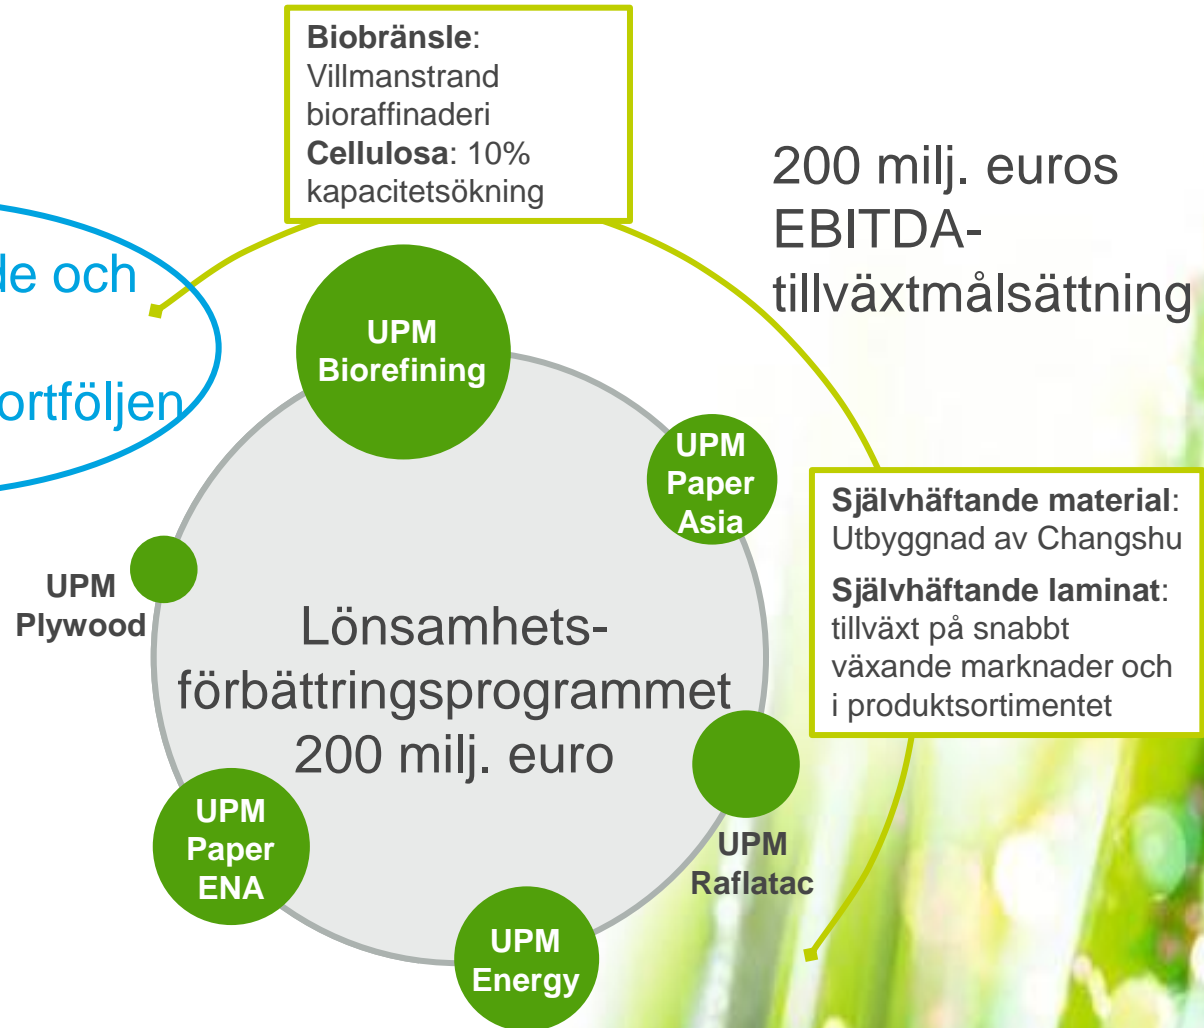 Biobränsle:
Villmanstrand
bioraffinaderi
Cellulosa: 10%
kapacitetsökning
200 milj. euros
EBITDA-
tillväxtmålsättning
och
UPM
Biorefining
UPM
Paper
Asia
Självhäftande material:
Utbyggnad av Changshu
Självhäftande laminat:
tillväxt på snabbt
växande marknader och
i produktsortimentet
UPM
Plywood
Lönsamhets-
förbättringsprogrammet
200 milj. euro
UPM
Paper
ENA
UPM
Raflatac
UPM
Energy